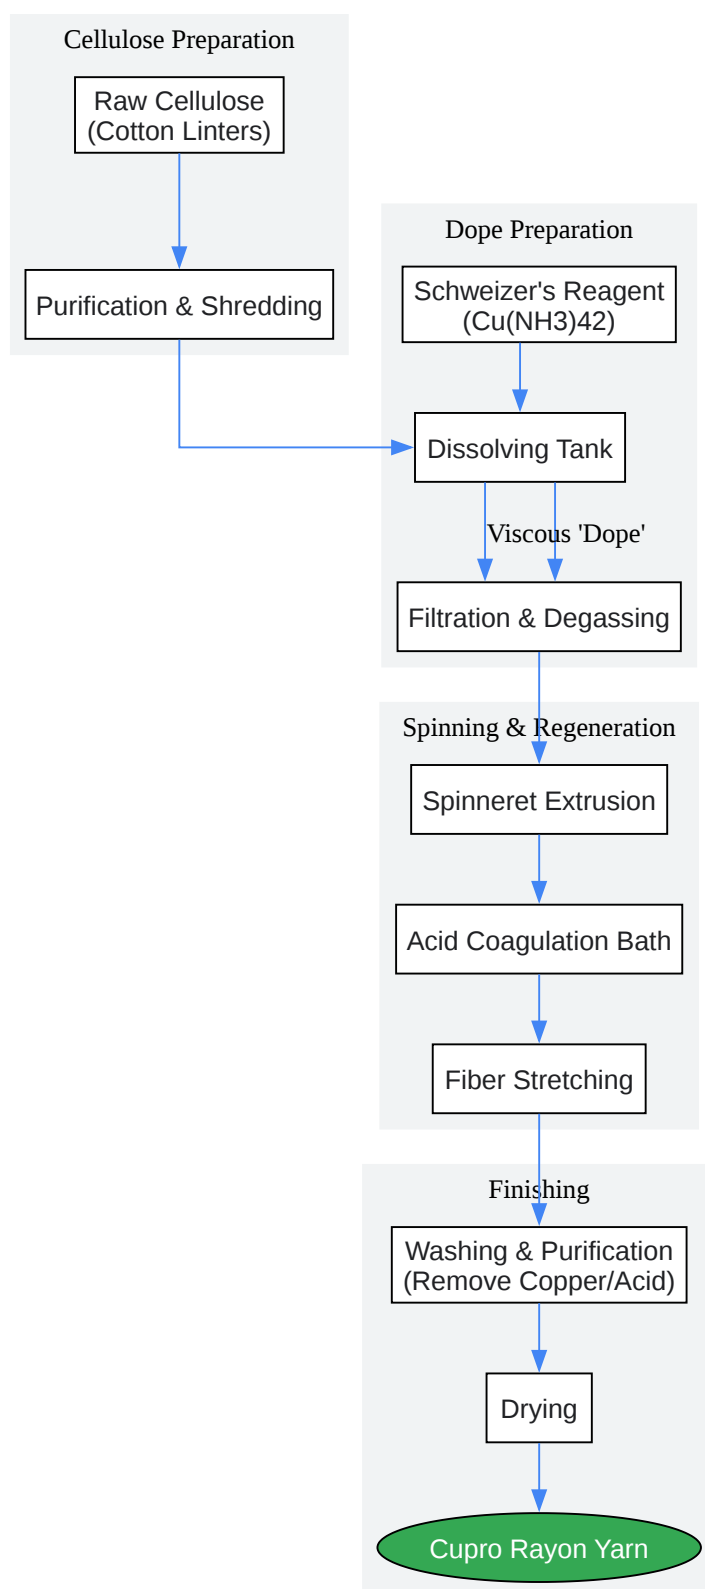 Cellulose Preparation
Raw Cellulose
(Cotton Linters)
Purification & Shredding
Dope Preparation
Schweizer's Reagent
(Cu(NH3)42)
Dissolving Tank
Viscous 'Dope'
Filtration & Degassing
Spinning & Regeneration
Spinneret Extrusion
Acid Coagulation Bath
Fiber Stretching
Finishing
Washing & Purification
(Remove Copper/Acid)
Drying
Cupro Rayon Yarn